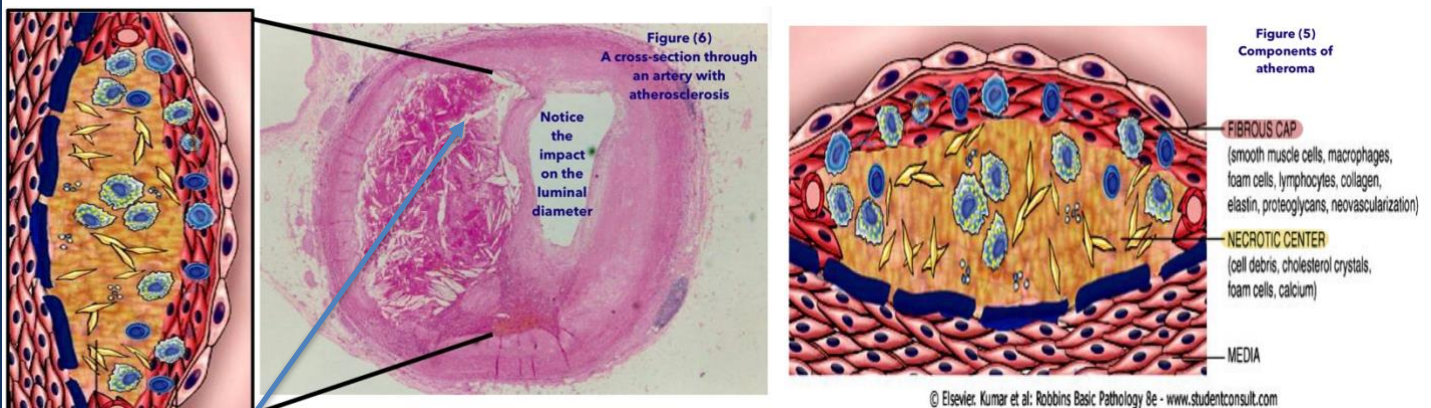 Figure (6)
A cross-section through
an artery with
atherosclerosis
Notice
the
impact
on the
luminal
diameter
Figure (5)
Components of
atheroma
FIBROUS CAP
(smooth muscle cells, macrophages,
foam cells, lymphocytes, collagen,
elastin, proteoglycans, neovascularization)
NECROTIC CENTER
(cell debris, cholesterol crystals,
foam cells, calcium)
MEDIA
© Elsevier. Kumar et al: Robbins Basic Pathology 8e - www.studentconsult.com